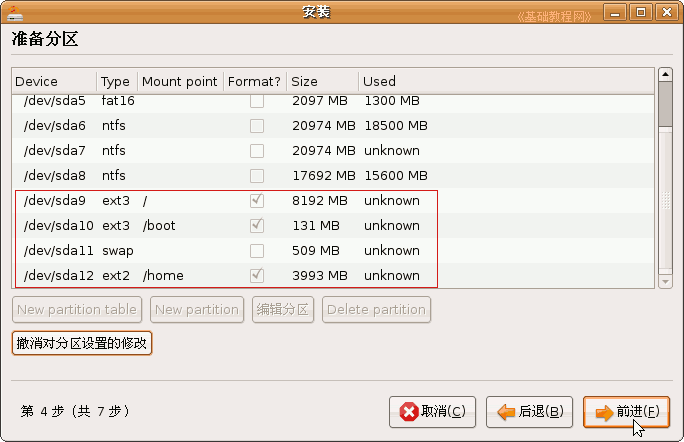 安装
《基础教程网》
准备分区
Device Type Mount point Format? Size Used
/dev/sda5 fat16 2097 MB 1300 MB
/dev/sda6 ntfs 20974 MB 18500 MB
/dev/sda7 ntfs 20974 MB unknown
/dev/sda8 ntfs 17692 MB 15600 MB
/dev/sda9 ext3 / 8192 MB unknown
/dev/sda10 ext3 /boot 131 MB unknown
/dev/sda11 swap 509 MB unknown
/dev/sda12 ext2 /home 3993 MB unknown
New partition table New partition 编辑分区 Delete partition
撤消对分区设置的修改
第 4 步（共 7 步） 取消(C) 后退(B) 前进(F)